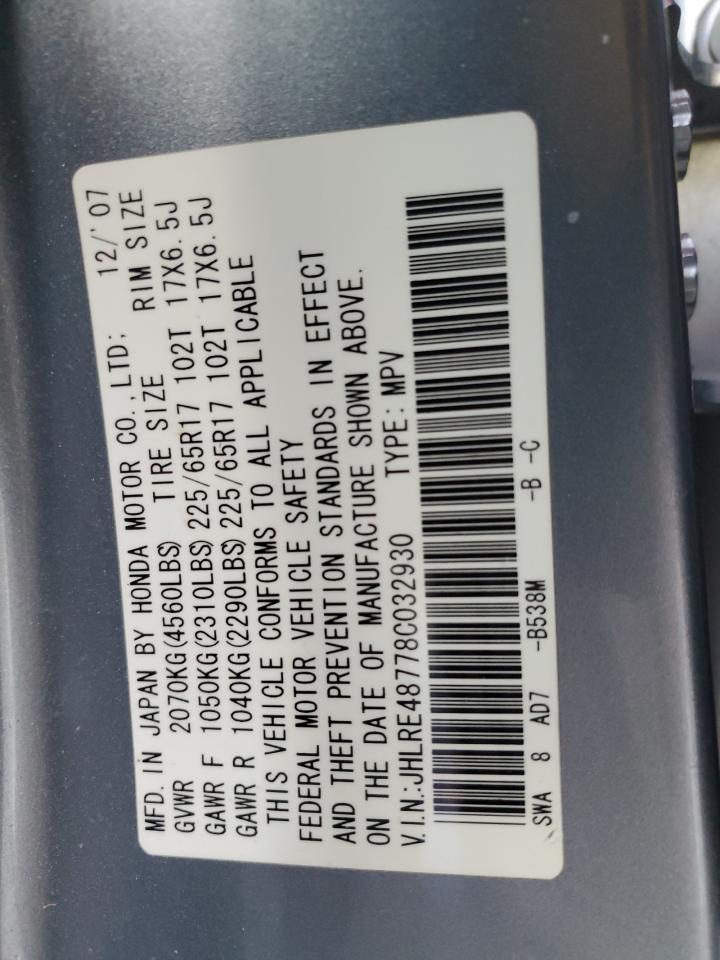 MFD. IN JAPAN BY HONDA MOTOR CO., LTD; 12/'07
GVWR 2070KG(4560LBS) TIRE SIZE RIM SIZE
GAWR F 1050KG(2310LBS) 225/65R17 102T 17X6.5J
GAWR R 1040KG(2290LBS) 225/65R17 102T 17X6.5J
THIS VEHICLE CONFORMS TO ALL APPLICABLE
FEDERAL MOTOR VEHICLE SAFETY
AND THEFT PREVENTION STANDARDS IN EFFECT
ON THE DATE OF MANUFACTURE SHOWN ABOVE.
V.I.N.:JHLRE48778C032930 TYPE: MPV
SWA 8 AD7 -B538M -B -C